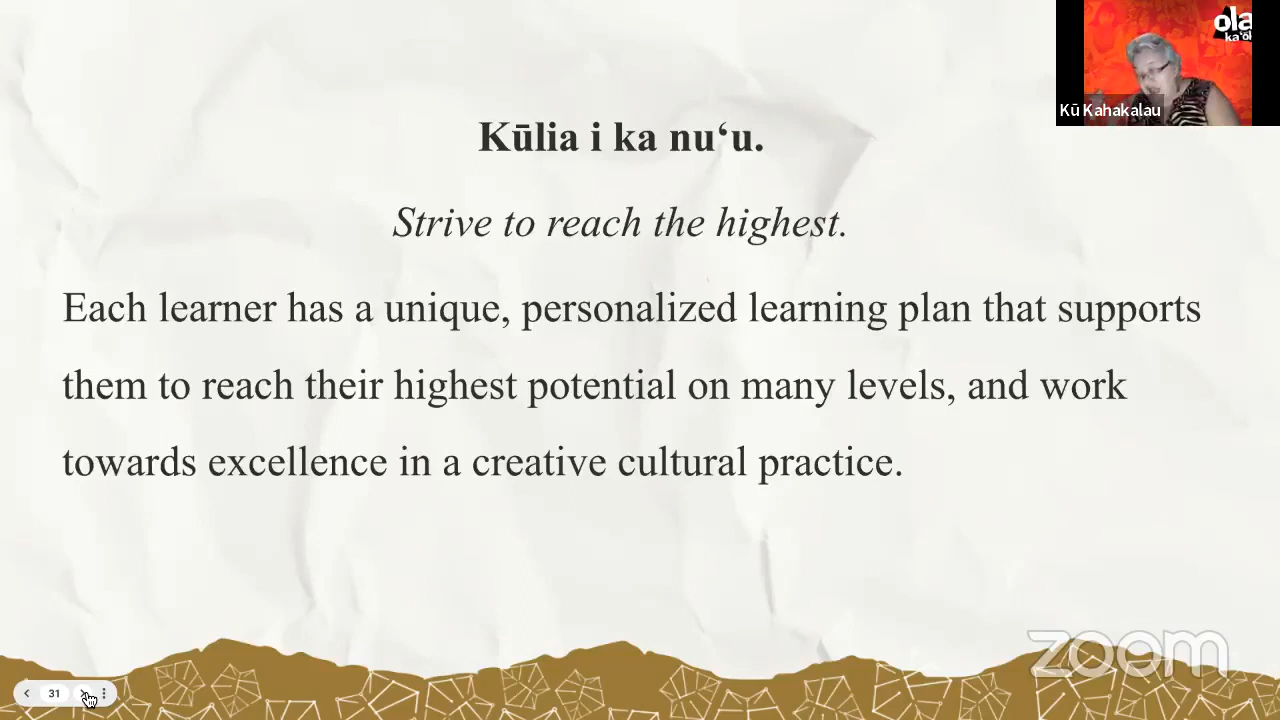 ola
ka ʻōl
Kū Kahakalau
Kūlia i ka nuʻu.
Strive to reach the highest.
Each learner has a unique, personalized learning plan that supports
them to reach their highest potential on many levels, and work
towards excellence in a creative cultural practice.
zoom
31